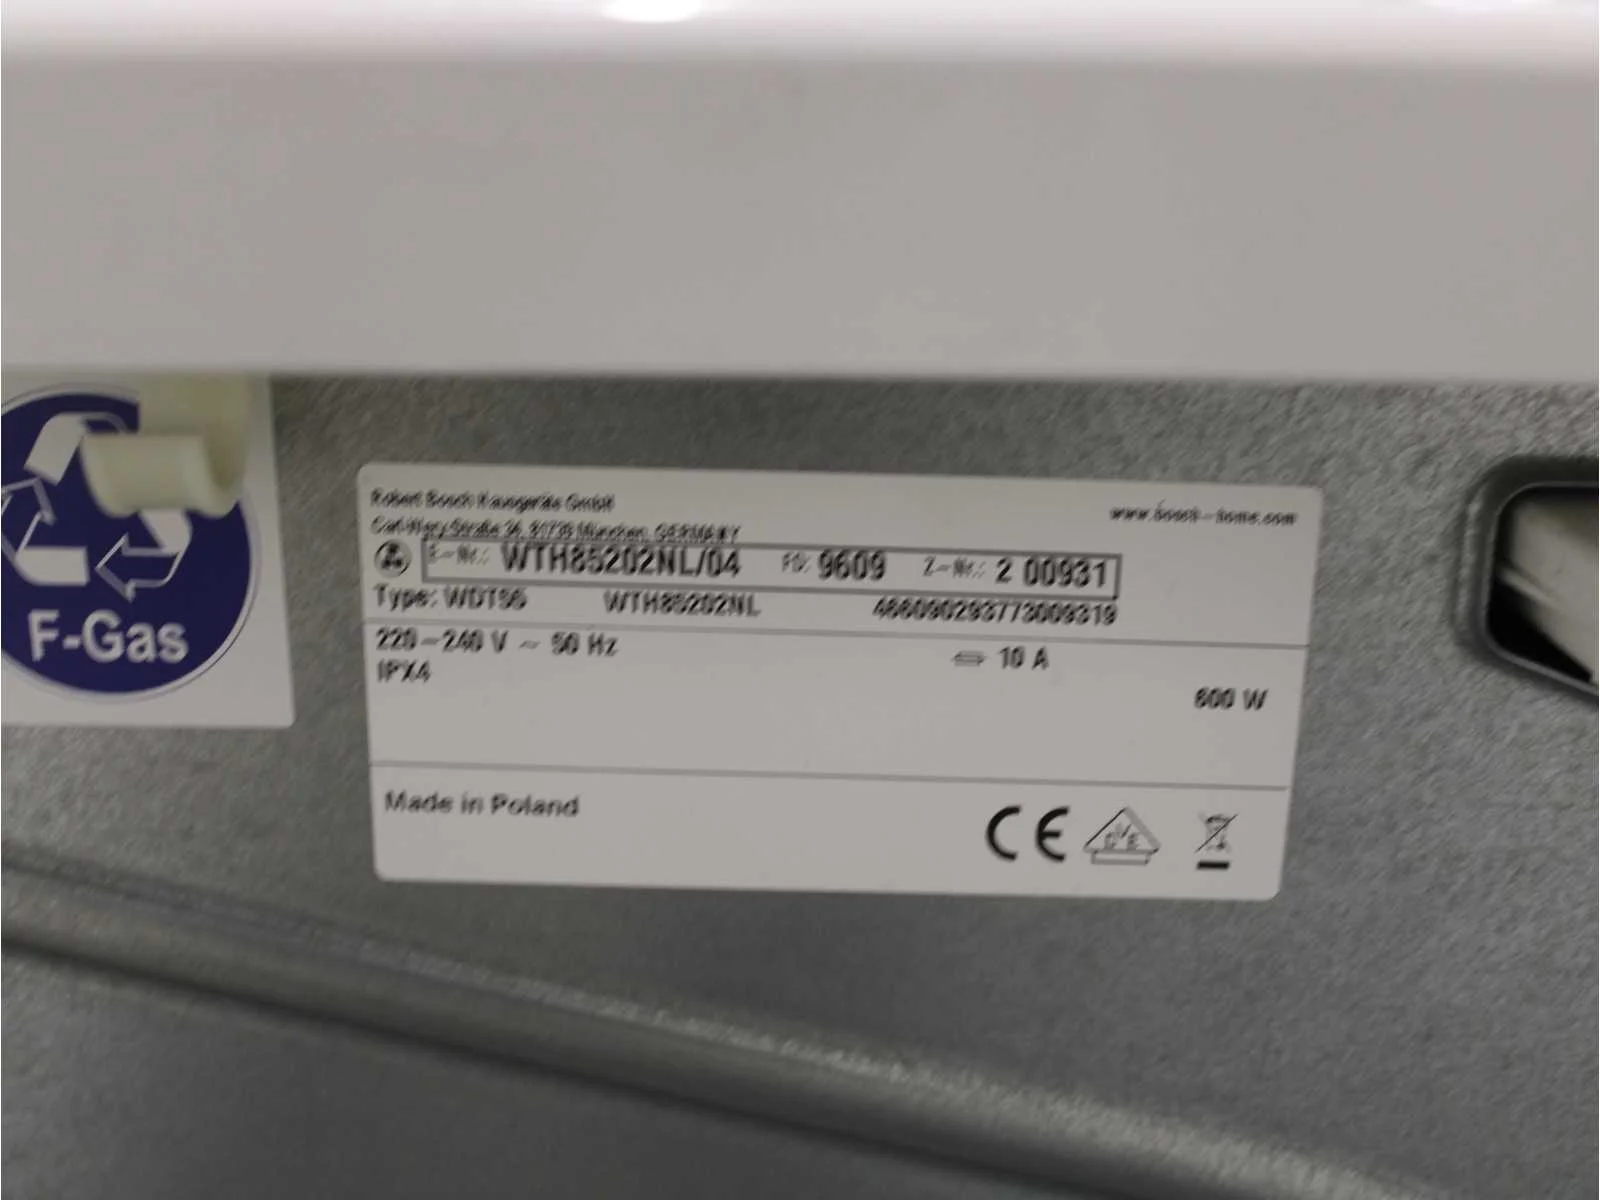 F-Gas
Robert Bosch Hausgeräte GmbH
Carl-Wery-Straße 34, 81739 München, GERMANY
www.bosch-home.com
E-Nr.: WTH85202NL/04 FD: 9609 Z-Nr.: 2 00931
Type: WDT56 WTH85202NL
220-240 V ~ 50 Hz 10 A
IPX4
600 W
Made in Poland
CE